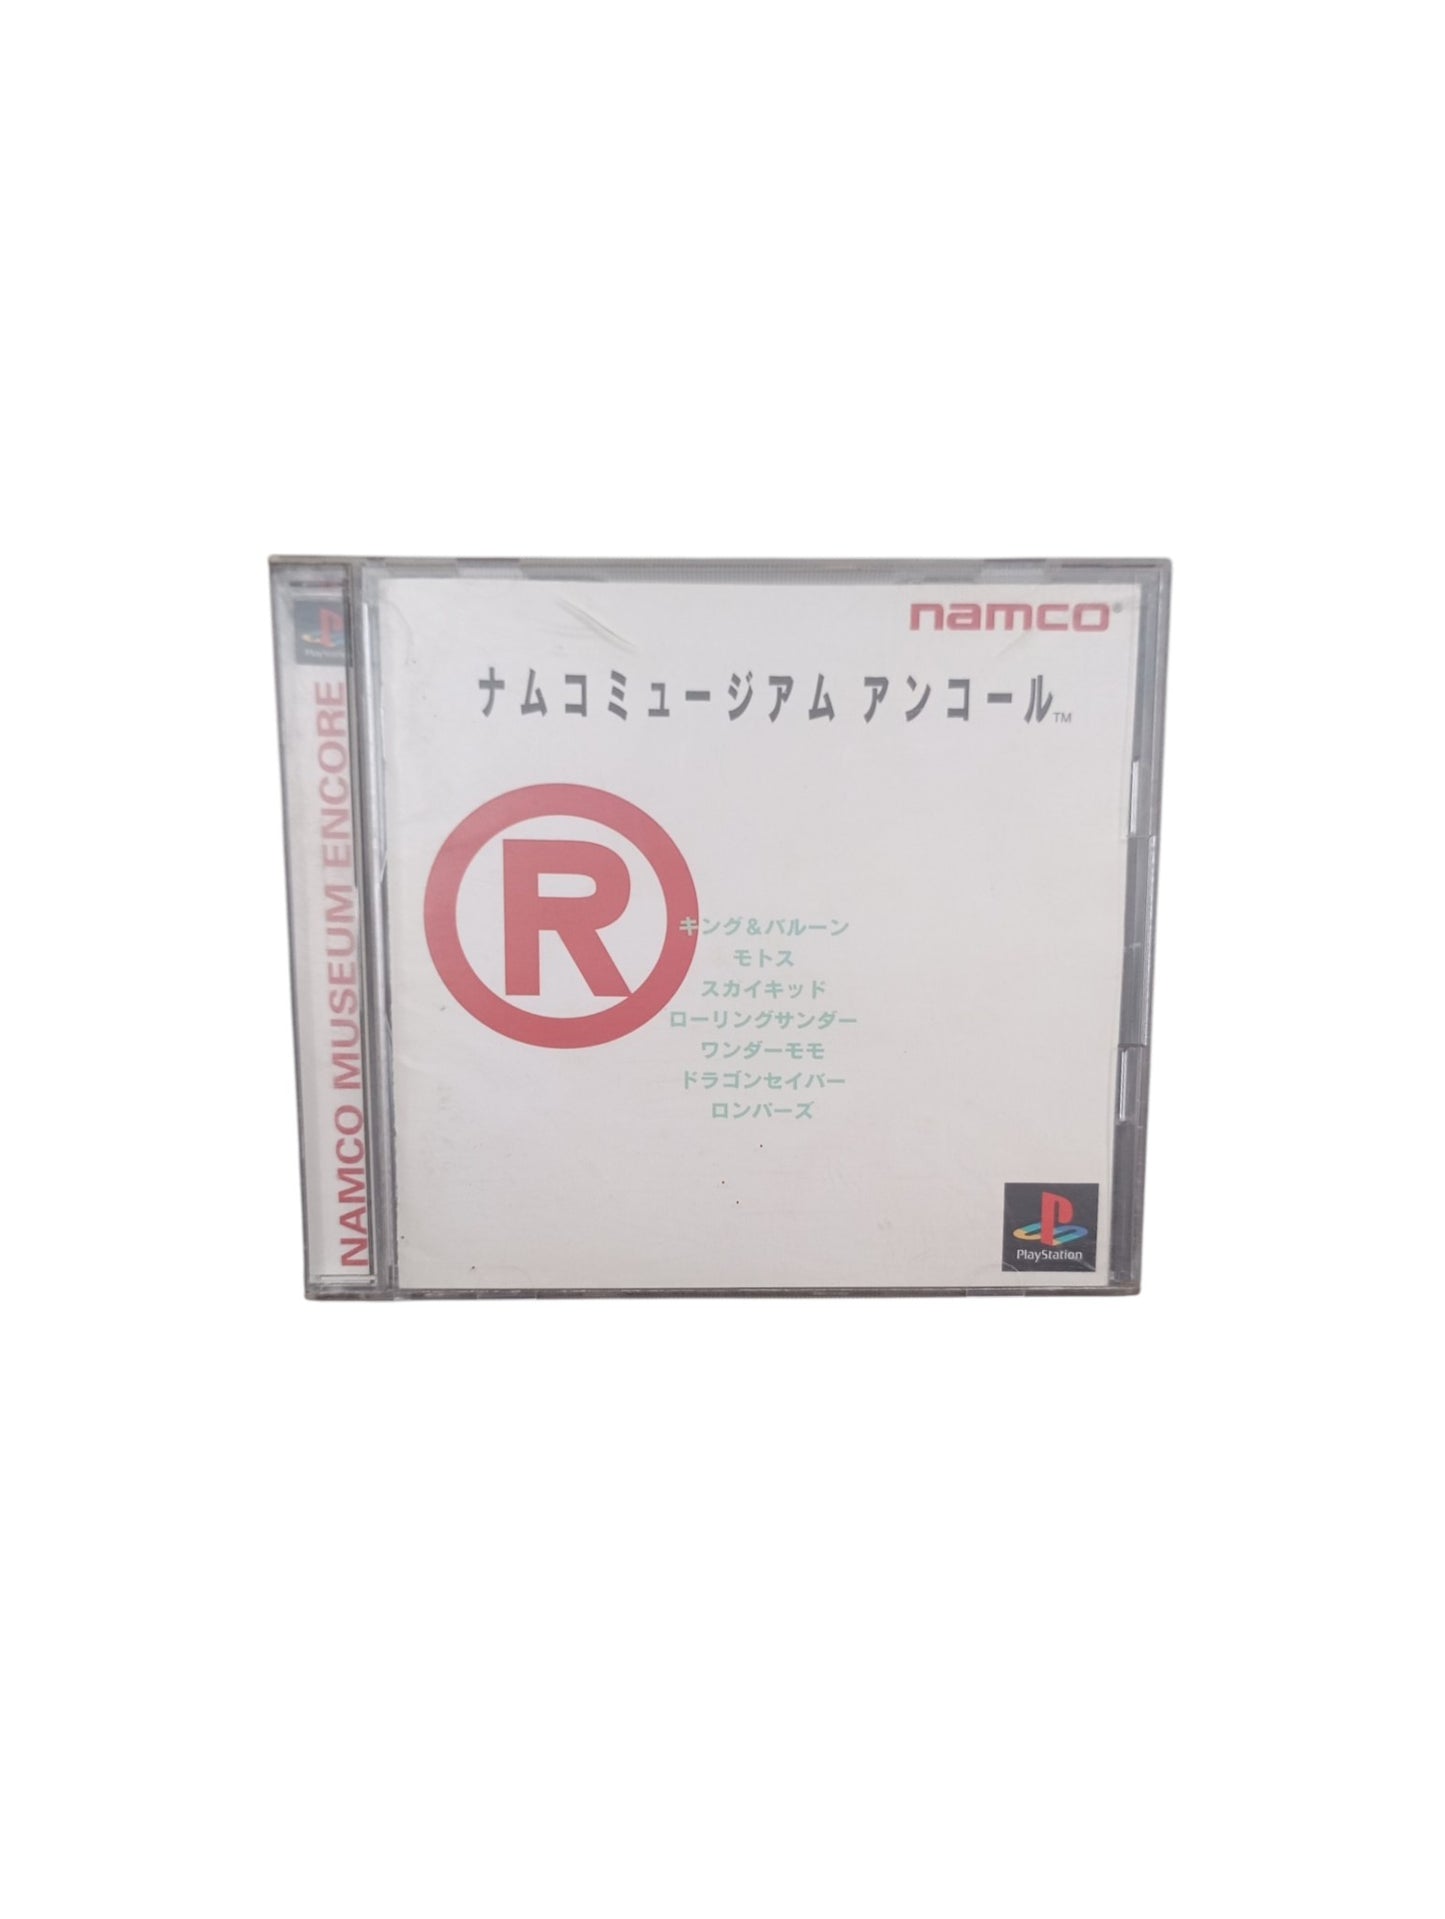 namco®
ナムコミュージアム アンコール™
R
キング&バルーン
モトス
スカイキッド
ローリングサンダー
ワンダーモモ
ドラゴンセイバー
ロンパーズ
PlayStation
PlayStation
NAMCO MUSEUM ENCORE